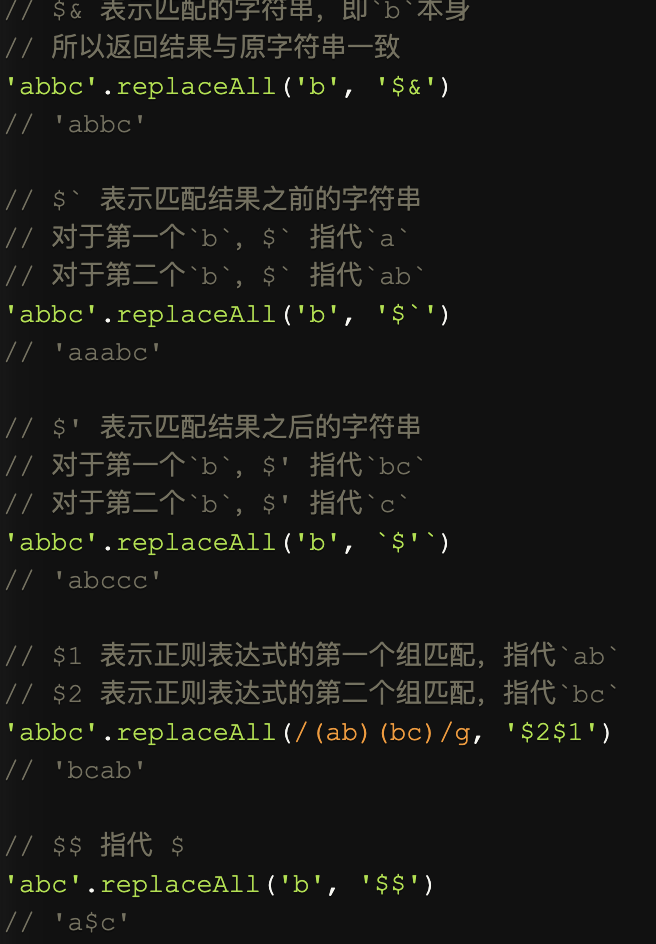 // $& 表示匹配的字符串，即`b`本身
// 所以返回结果与原字符串一致
'abbc'.replaceAll('b', '$&')
// 'abbc'
// $` 表示匹配结果之前的字符串
// 对于第一个`b`，$` 指代`a`
// 对于第二个`b`，$` 指代`ab`
'abbc'.replaceAll('b', '$`')
// 'aaabc'
// $' 表示匹配结果之后的字符串
// 对于第一个`b`，$' 指代`bc`
// 对于第二个`b`，$' 指代`c`
'abbc'.replaceAll('b', `$'`)
// 'abccc'
// $1 表示正则表达式的第一个组匹配，指代`ab`
// $2 表示正则表达式的第二个组匹配，指代`bc`
'abbc'.replaceAll(/(ab)(bc)/g, '$2$1')
// 'bcab'
// $$ 指代 $
'abc'.replaceAll('b', '$$')
// 'a$c'